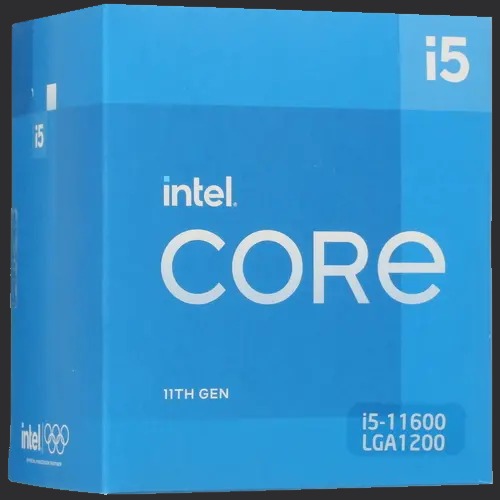 i5
i5
intel.
CORE
11TH GEN
i5-11600
LGA1200
intel